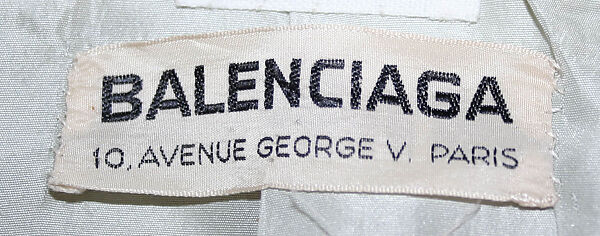 BALENCIAGA
10, AVENUE GEORGE V. PARIS